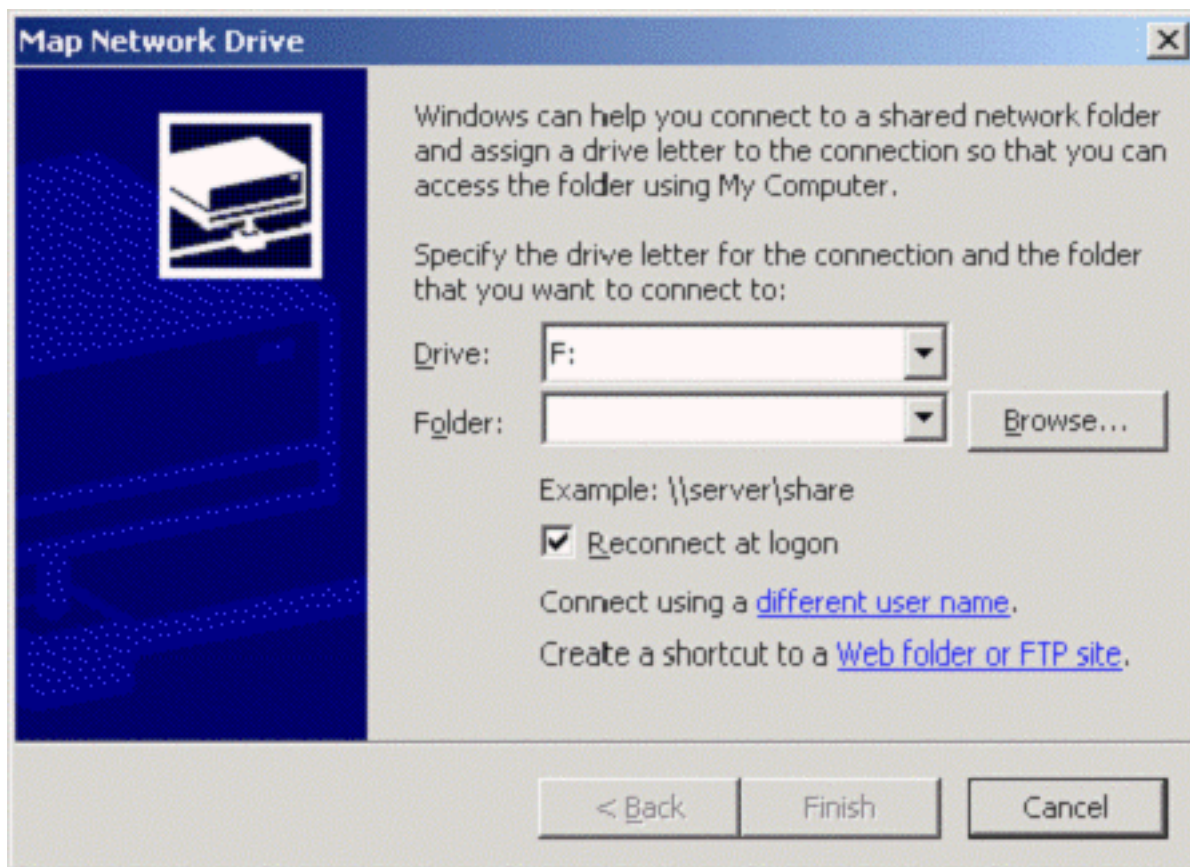 Map Network Drive
Windows can help you connect to a shared network folder
and assign a drive letter to the connection so that you can
access the folder using My Computer.
Specify the drive letter for the connection and the folder
that you want to connect to:
Drive: F:
Folder: Browse...
Example: \\server\share
Reconnect at logon
Connect using a different user name.
Create a shortcut to a Web folder or FTP site.
< Back Finish Cancel